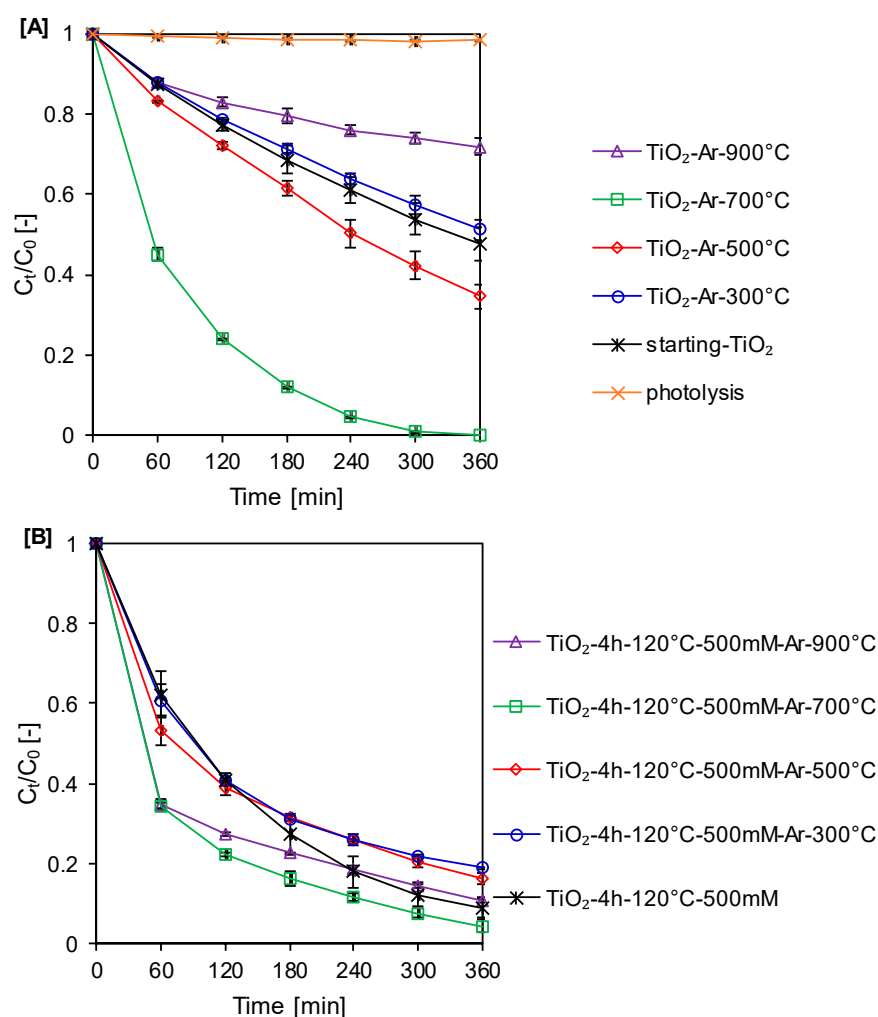 [A]
1
0.8
0.6
0.4
0.2
0
Cₜ/C₀ [-]
0 60 120 180 240 300 360
Time [min]
TiO₂-Ar-900°C
TiO₂-Ar-700°C
TiO₂-Ar-500°C
TiO₂-Ar-300°C
starting-TiO₂
photolysis
[B]
1
0.8
0.6
0.4
0.2
0
Cₜ/C₀ [-]
0 60 120 180 240 300 360
Time [min]
TiO₂-4h-120°C-500mM-Ar-900°C
TiO₂-4h-120°C-500mM-Ar-700°C
TiO₂-4h-120°C-500mM-Ar-500°C
TiO₂-4h-120°C-500mM-Ar-300°C
TiO₂-4h-120°C-500mM